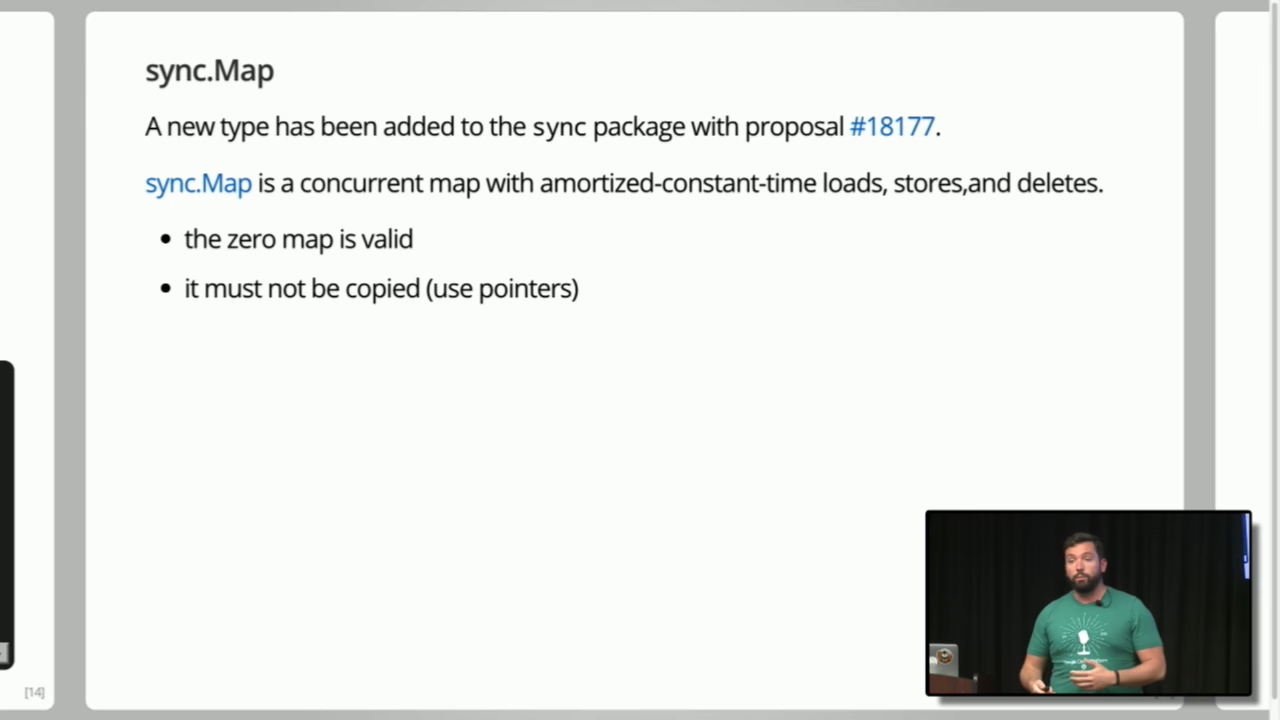 sync.Map
A new type has been added to the sync package with proposal #18177.
sync.Map is a concurrent map with amortized-constant-time loads, stores,and deletes.
• the zero map is valid
• it must not be copied (use pointers)
[14]